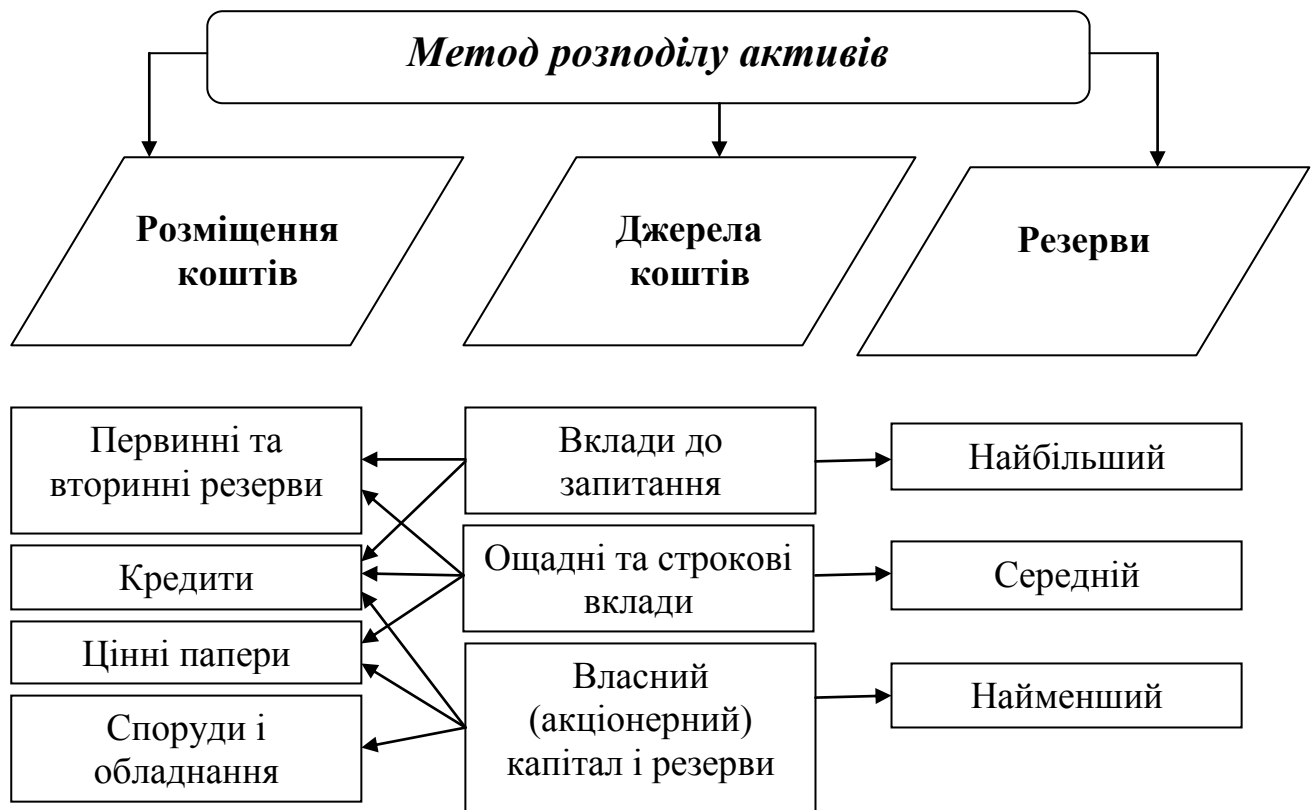 Метод розподілу активів
Розміщення
коштів
Джерела
коштів
Резерви
Первинні та
вторинні резерви
Вклади до
запитання
Найбільший
Кредити
Ощадні та строкові
вклади
Середній
Цінні папери
Власний
(акціонерний)
капітал і резерви
Найменший
Споруди і
обладнання